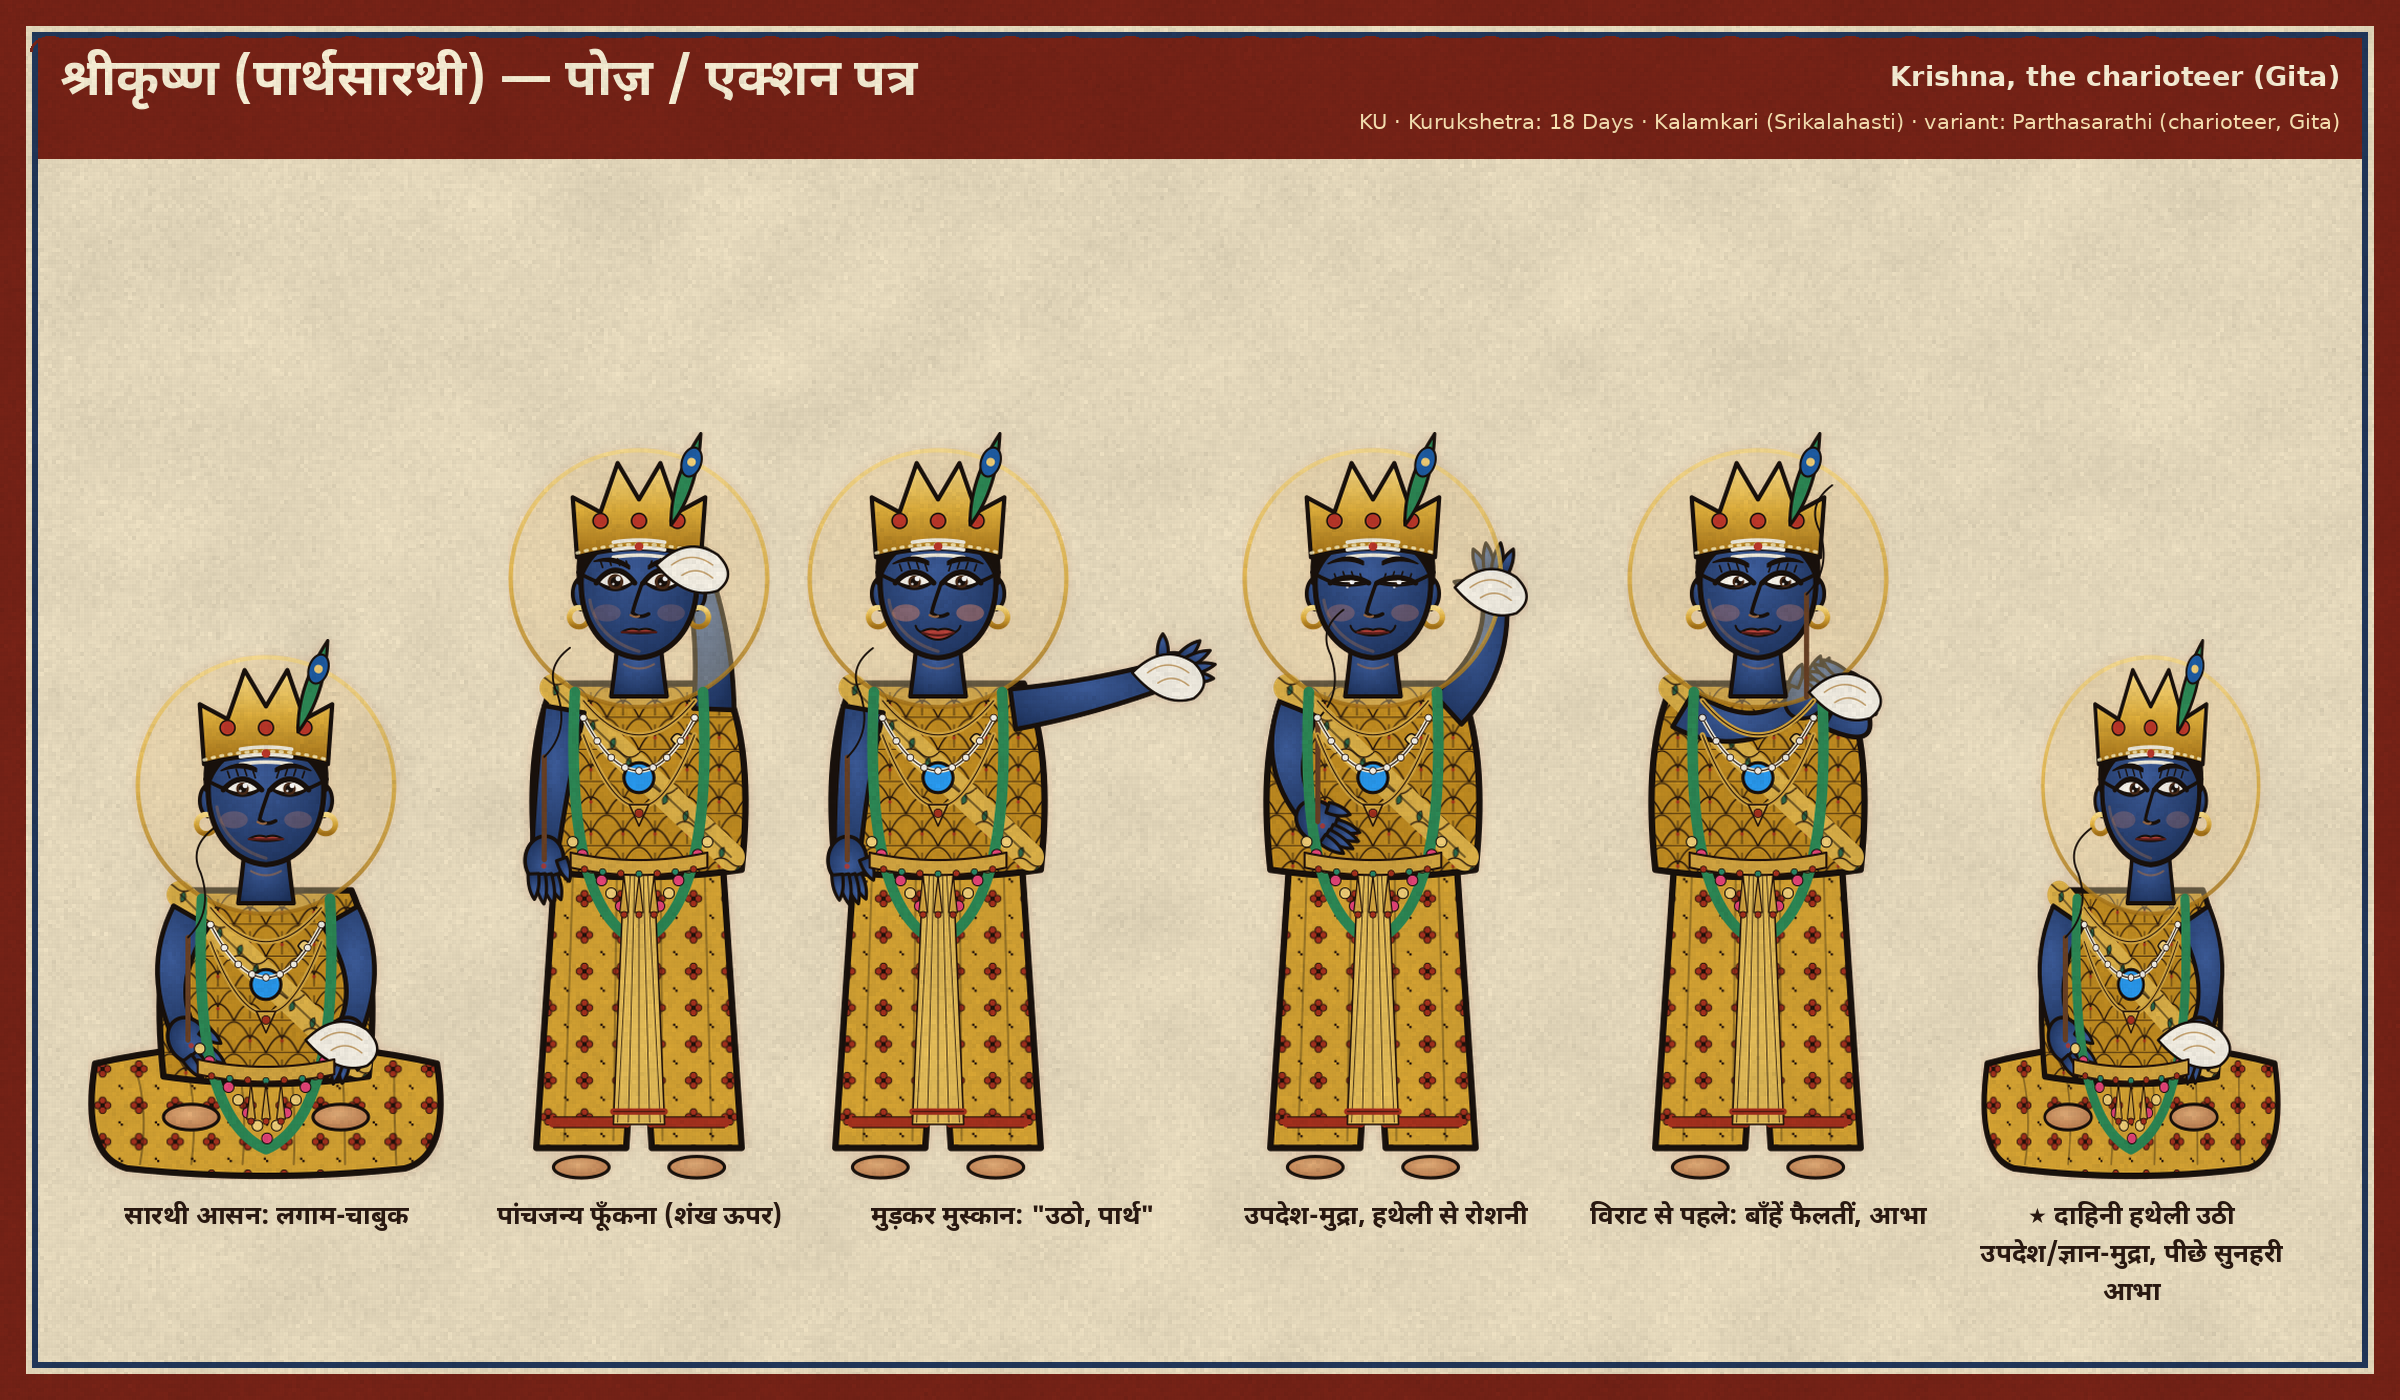 श्रीकृष्ण (पार्थसारथी) — पोज़ / एक्शन पत्र
Krishna, the charioteer (Gita)
KU · Kurukshetra: 18 Days · Kalamkari (Srikalahasti) · variant: Parthasarathi (charioteer, Gita)
सारथी आसन: लगाम-चाबुक
पांचजन्य फूँकना (शंख ऊपर)
मुड़कर मुस्कान: "उठो, पार्थ"
उपदेश-मुद्रा, हथेली से रोशनी
विराट से पहले: बाँहें फैलतीं, आभा
★ दाहिनी हथेली उठी
उपदेश/ज्ञान-मुद्रा, पीछे सुनहरी
आभा